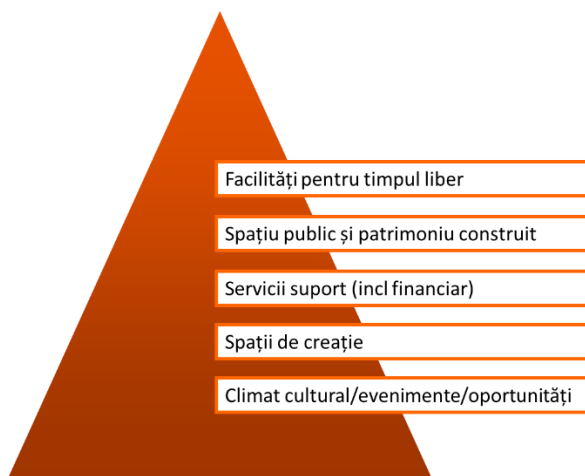 Facilități pentru timpul liber
Spațiu public și patrimoniu construit
Servicii suport (incl financiar)
Spații de creație
Climat cultural/evenimente/oportunități